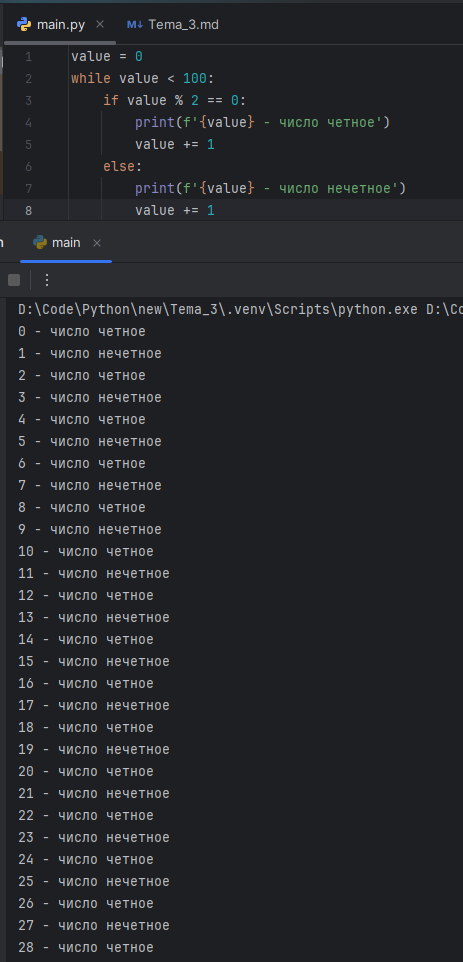 main.py × M↓ Tema_3.md
1 value = 0
2 while value < 100:
3 if value % 2 == 0:
4 print(f'{value} - число четное')
5 value += 1
6 else:
7 print(f'{value} - число нечетное')
8 value += 1
main ×
D:\Code\Python\new\Tema_3\.venv\Scripts\python.exe D:\Co
0 - число четное
1 - число нечетное
2 - число четное
3 - число нечетное
4 - число четное
5 - число нечетное
6 - число четное
7 - число нечетное
8 - число четное
9 - число нечетное
10 - число четное
11 - число нечетное
12 - число четное
13 - число нечетное
14 - число четное
15 - число нечетное
16 - число четное
17 - число нечетное
18 - число четное
19 - число нечетное
20 - число четное
21 - число нечетное
22 - число четное
23 - число нечетное
24 - число четное
25 - число нечетное
26 - число четное
27 - число нечетное
28 - число четное